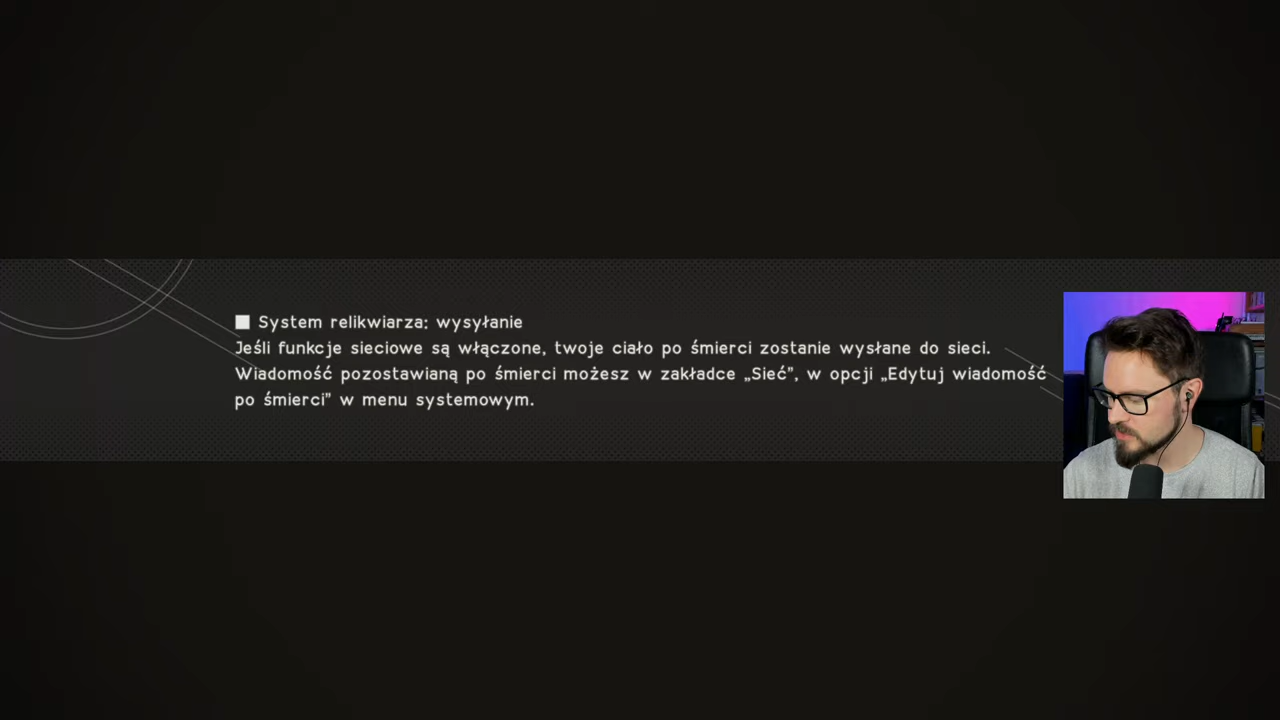 ■ System relikwiarza: wysyłanie
Jeśli funkcje sieciowe są włączone, twoje ciało po śmierci zostanie wysłane do sieci.
Wiadomość pozostawianą po śmierci możesz w zakładce „Sieć”, w opcji „Edytuj wiadomość
po śmierci” w menu systemowym.